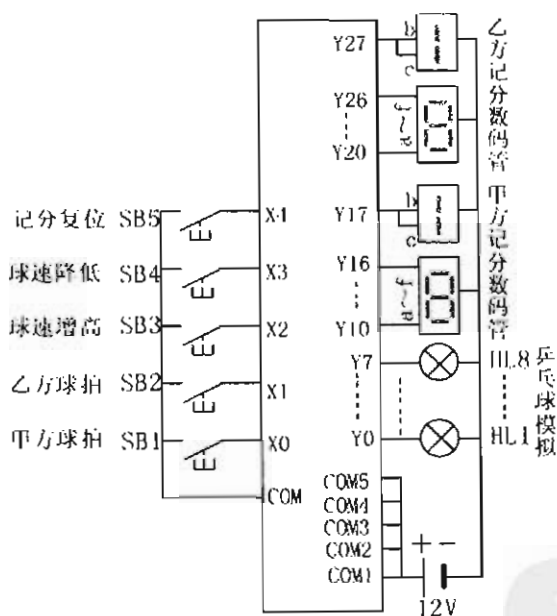 Y27
b
c
乙方记分数码管
Y26
Y20
a~f
记分复位 SB5 X4
Y17
b
c
甲方记分数码管
球速降低 SB4 X3
Y16
球速增高 SB3 X2
Y10
a~f
乙方球拍 SB2 X1
Y7
HL8
乒乓球模拟
甲方球拍 SB1 X0
Y0
HL1
COM
COM5
COM4
COM3
COM2
COM1
+ -
12V